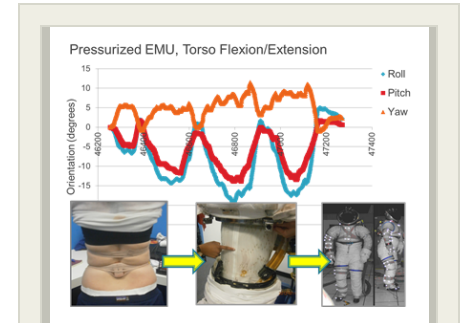 Pressurized EMU, Torso Flexion/Extension
15
10
5
0
-5
-10
-15
Orientation (degrees)
46200
46800
47200
47400
Roll
Pitch
Yaw